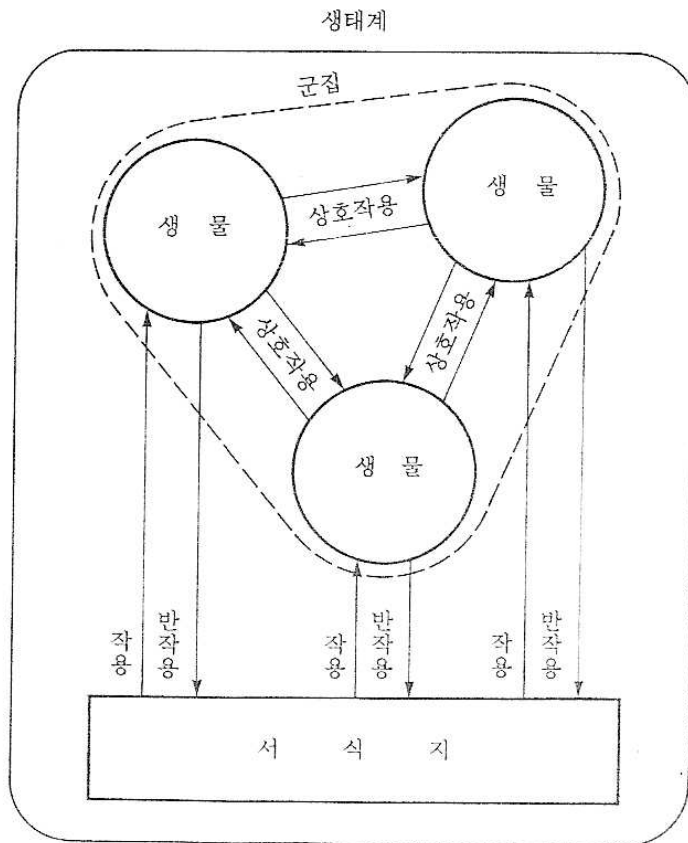 생태계
군집
생 물
생 물
상호작용
상호작용
상호작용
생 물
작용
반작용
작용
반작용
작용
반작용
서 식 지